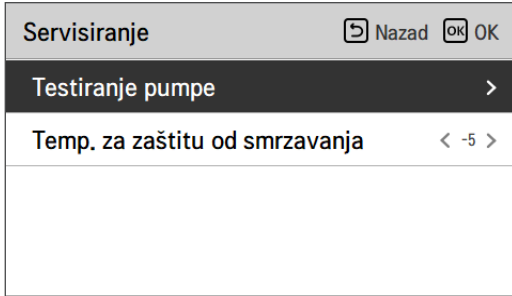 Servisiranje Nazad OK OK
Testiranje pumpe >
Temp. za zaštitu od smrzavanja < -5 >